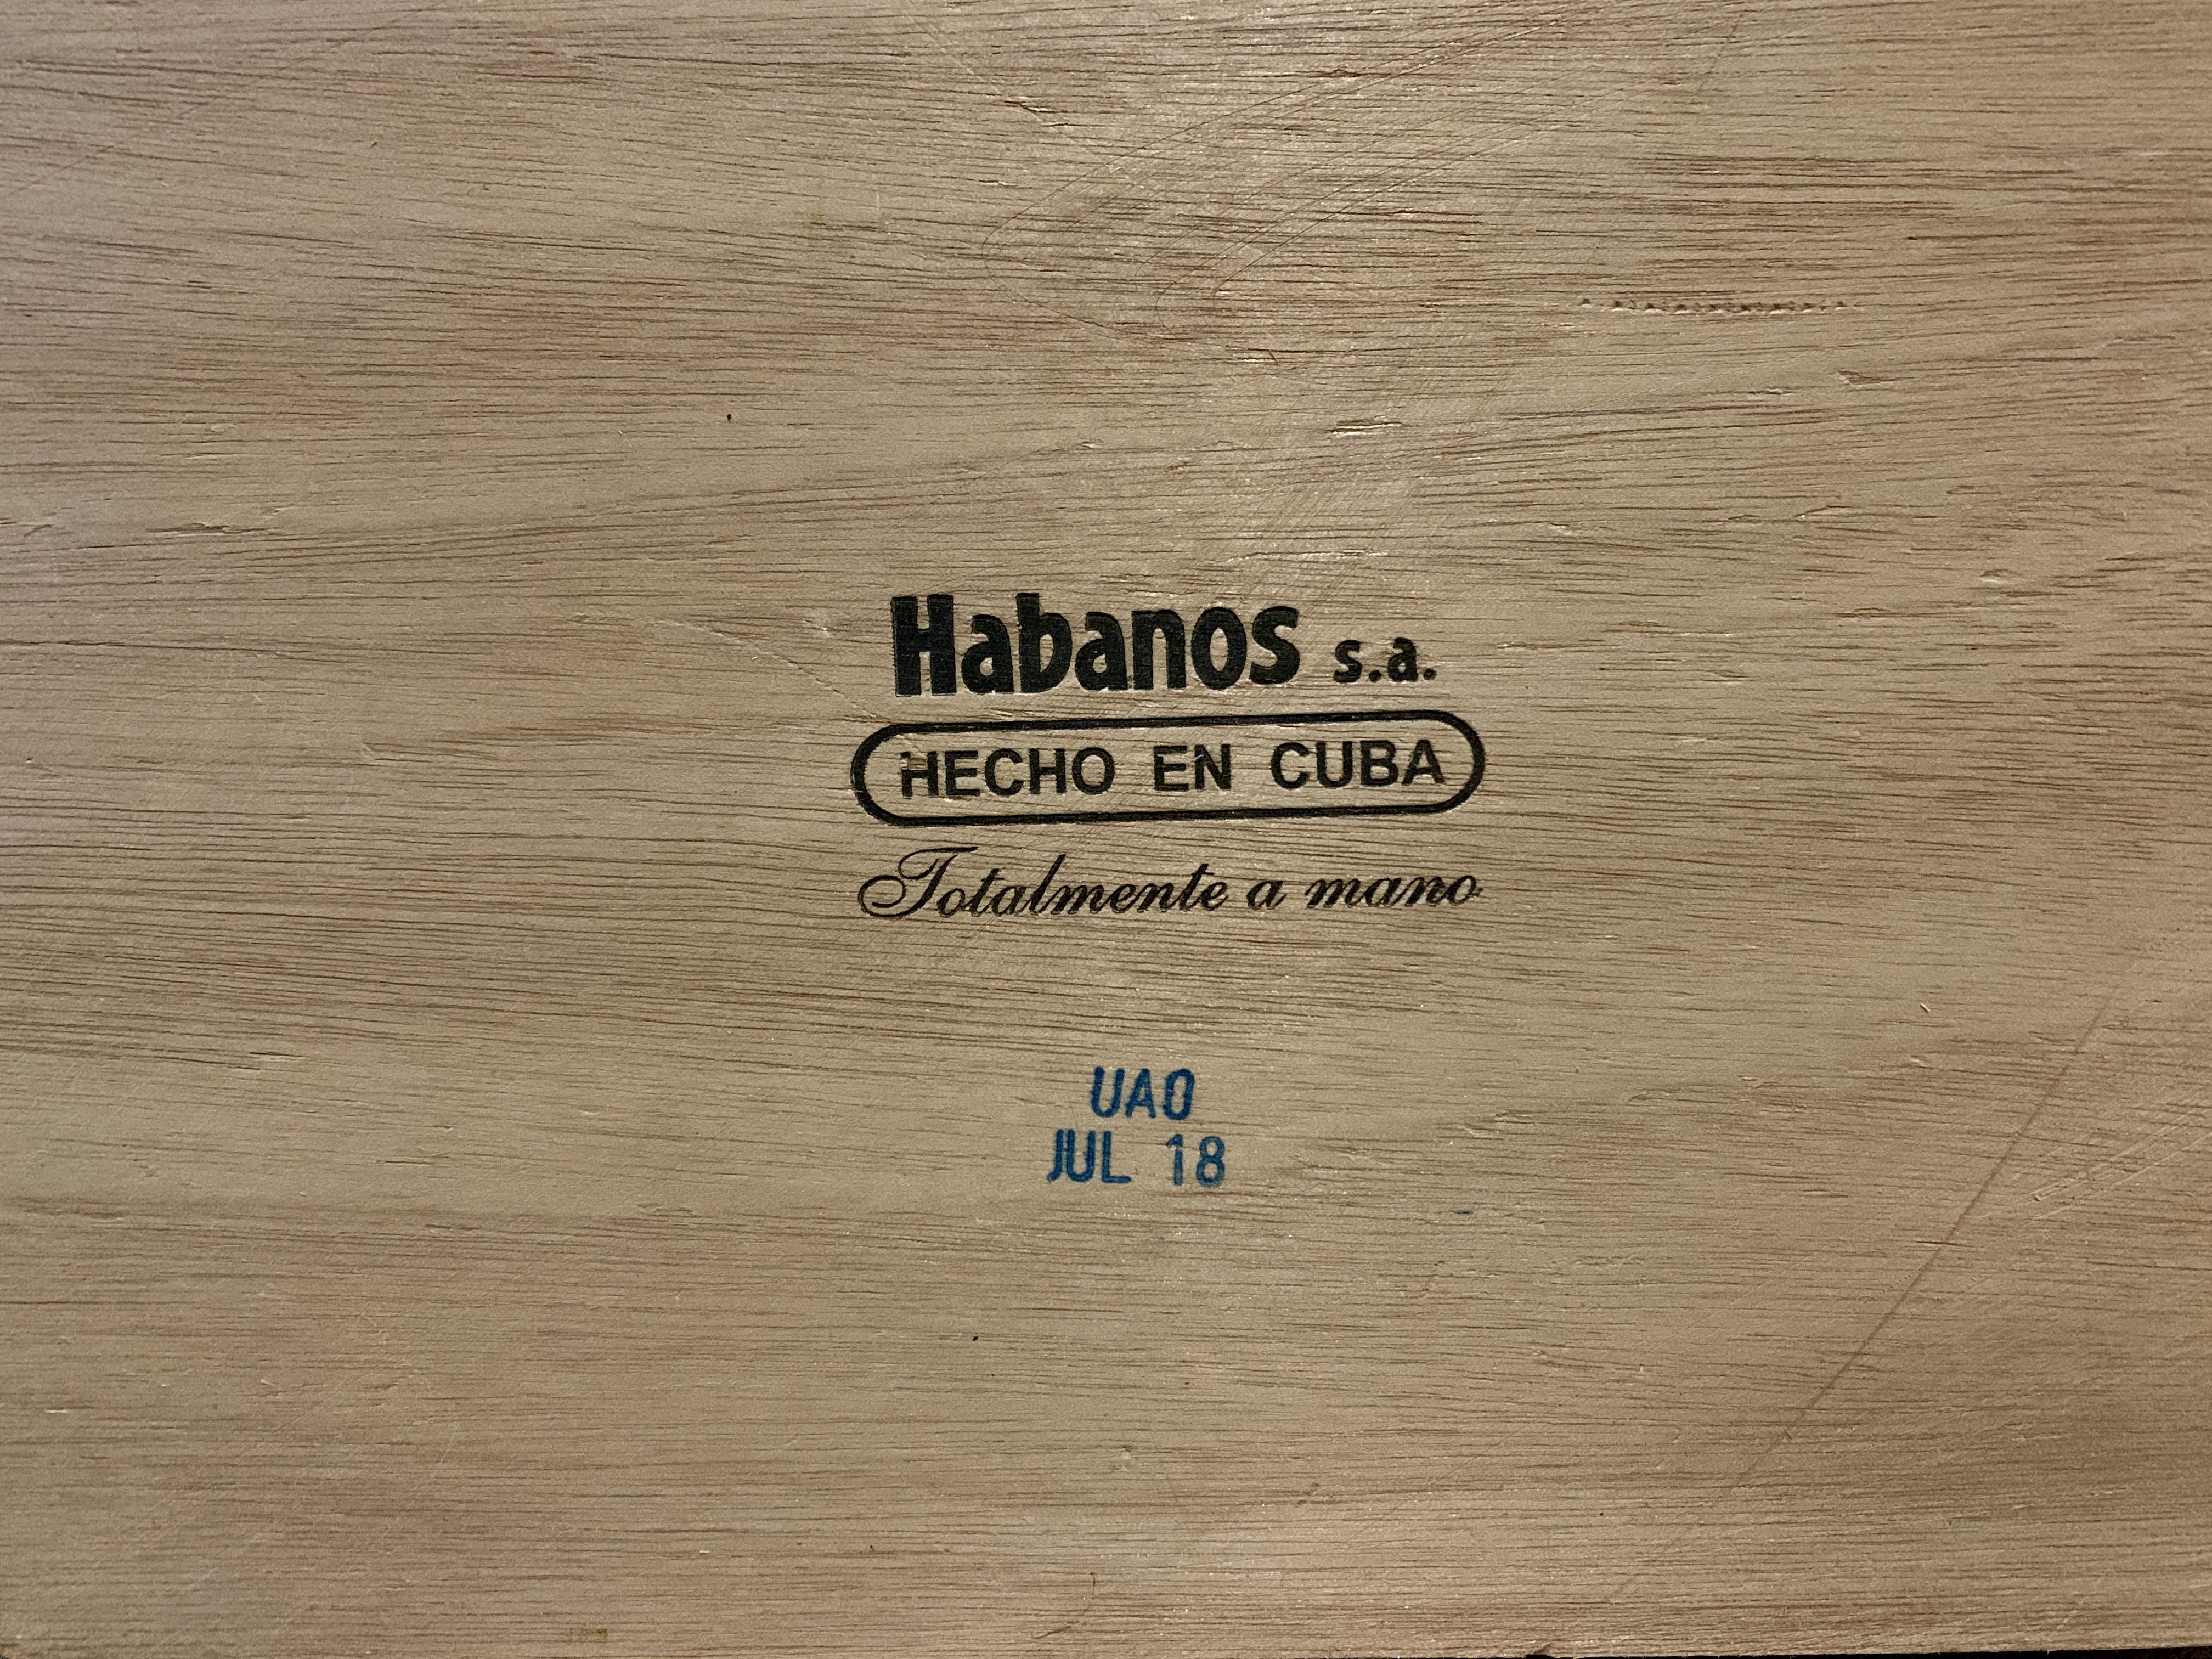 Habanos s.a.
HECHO EN CUBA
Totalmente a mano
UAO
JUL 18